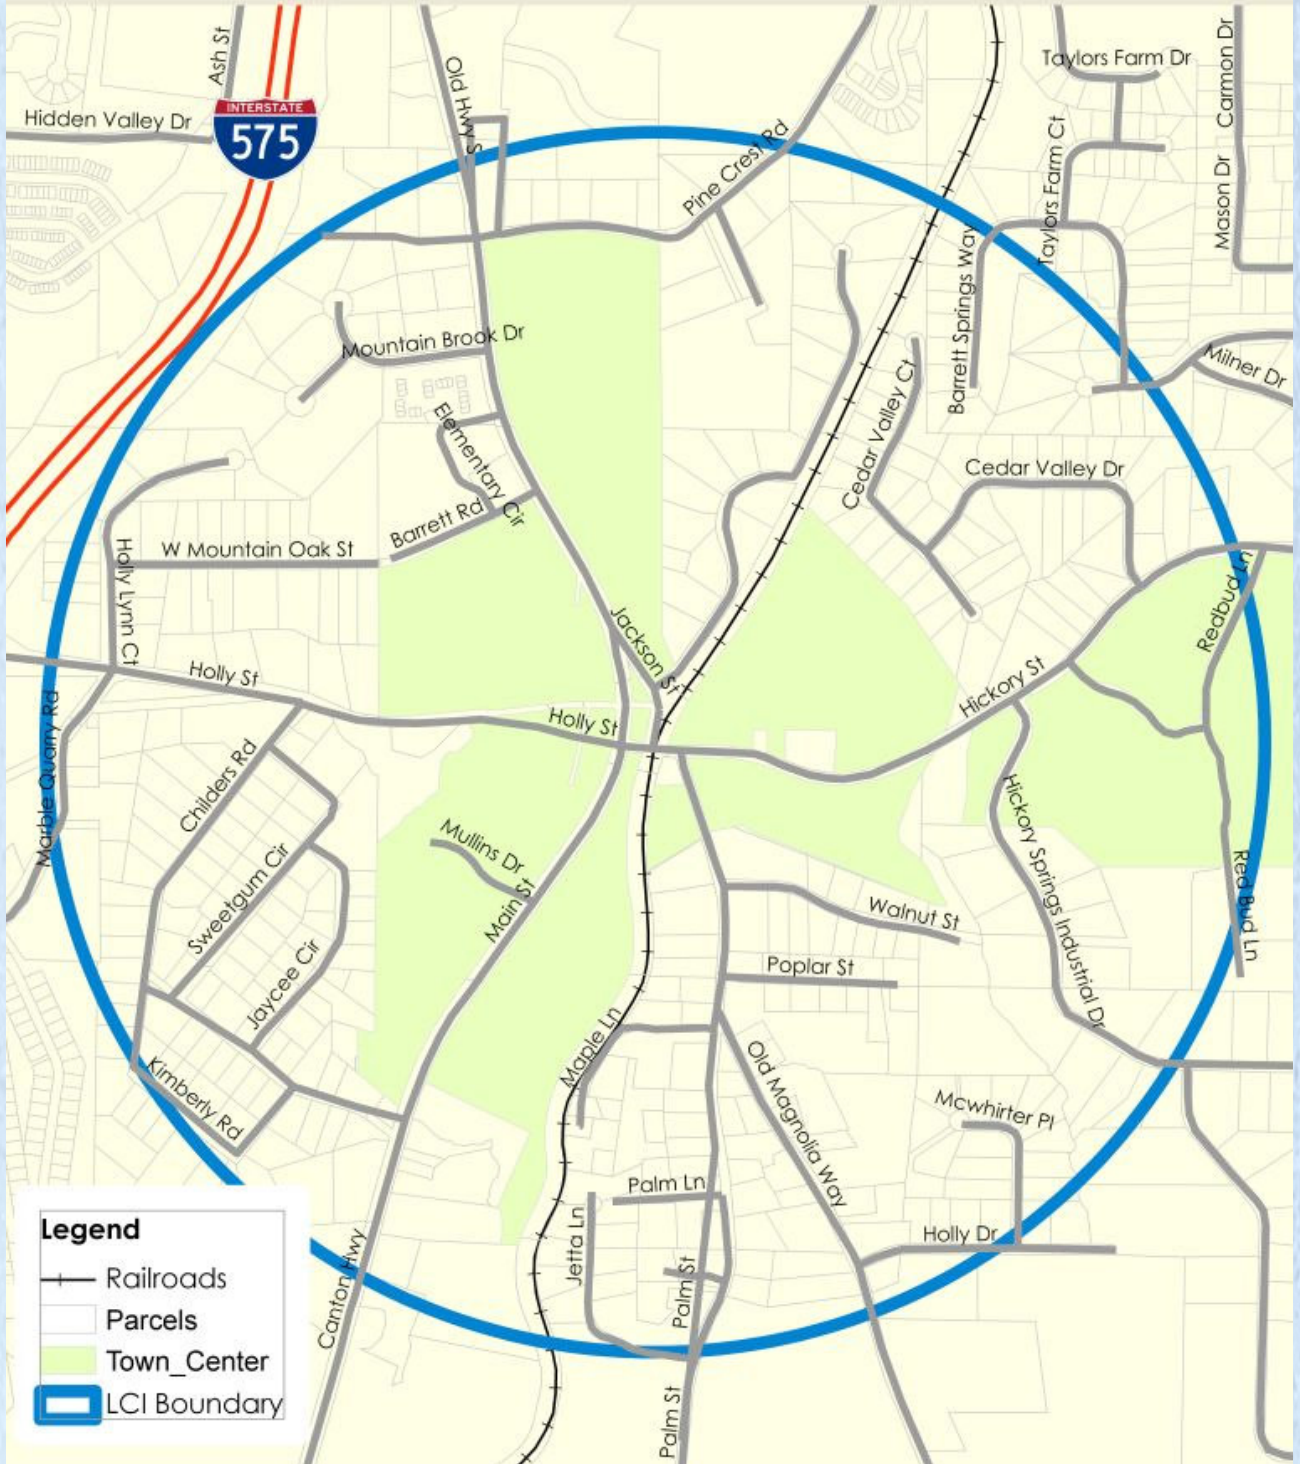 Ash St
Old Hwy 5
Taylors Farm Dr
Carmon Dr
Hidden Valley Dr
INTERSTATE
575
Pine Crest Rd
Taylors Farm Ct
Mason Dr
Barrett Springs Way
Mountain Brook Dr
Milner Dr
Elementary Cir
Cedar Valley Ct
Cedar Valley Dr
Barrett Rd
W Mountain Oak St
Holly Lynn Ct
Redbud Ln
Jackson St
Holly St
Hickory St
Holly St
Marble Quarry Rd
Childers Rd
Hickory Springs Industrial Dr
Mullins Dr
Sweetgum Cir
Main St
Walnut St
Red Bud Ln
Poplar St
Jaycee Cir
Maple Ln
Old Magnolia Way
Kimberly Rd
Mcwhirter Pl
Palm Ln
Jetta Ln
Holly Dr
Palm St
Canton Hwy
Palm St
Legend
Railroads
Parcels
Town_Center
LCI Boundary